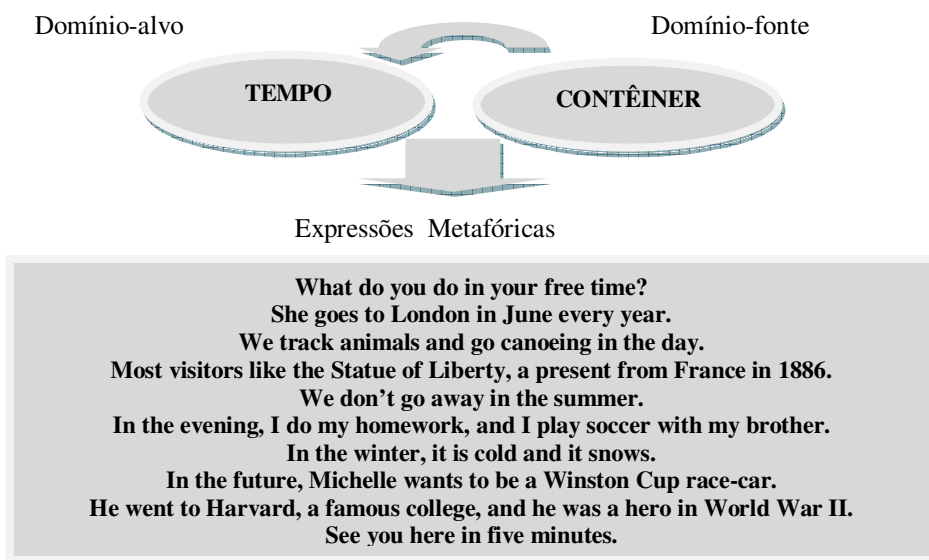 Domínio-alvo Domínio-fonte
TEMPO CONTÊINER
Expressões Metafóricas
What do you do in your free time?
She goes to London in June every year.
We track animals and go canoeing in the day.
Most visitors like the Statue of Liberty, a present from France in 1886.
We don’t go away in the summer.
In the evening, I do my homework, and I play soccer with my brother.
In the winter, it is cold and it snows.
In the future, Michelle wants to be a Winston Cup race-car.
He went to Harvard, a famous college, and he was a hero in World War II.
See you here in five minutes.